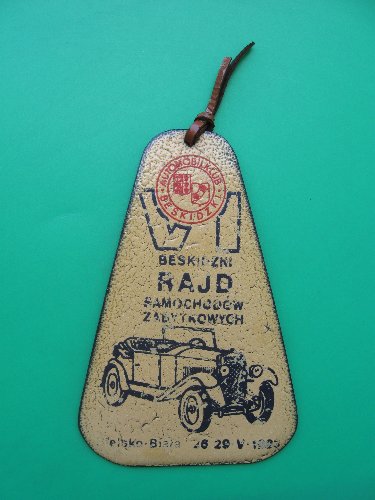 AUTOMOBILKLUB
BESKIDZKI
VI
BESKIDZKI
RAJD
SAMOCHODÓW
ZABYTKOWYCH
Bielsko-Biała 26 29 V